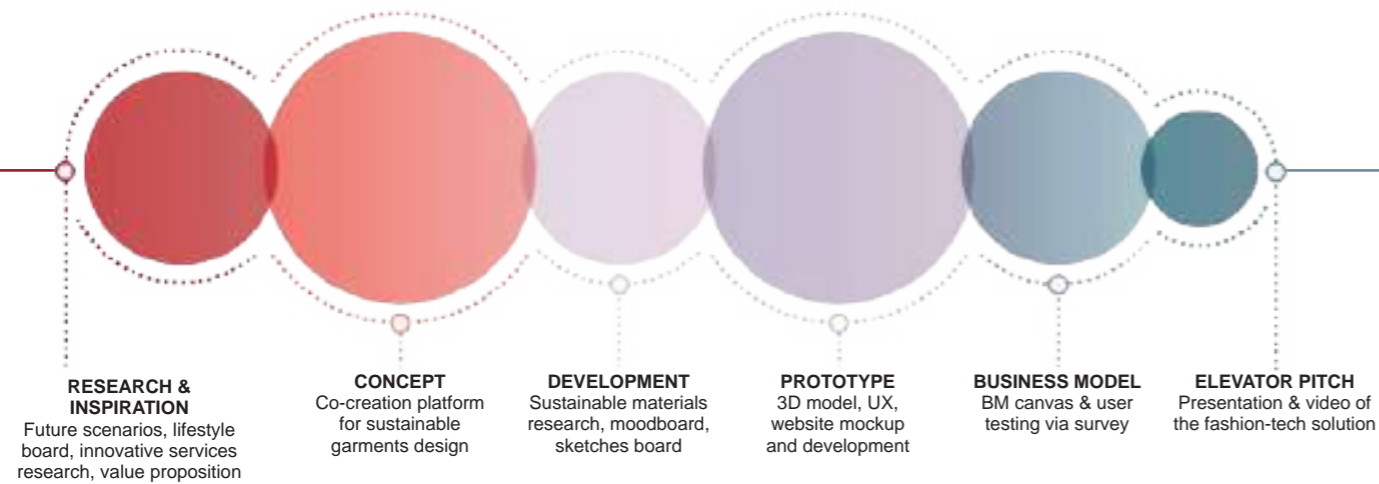 RESEARCH &
INSPIRATION
Future scenarios, lifestyle
board, innovative services
research, value proposition
CONCEPT
Co-creation platform
for sustainable
garments design
DEVELOPMENT
Sustainable materials
research, moodboard,
sketches board
PROTOTYPE
3D model, UX,
website mockup
and development
BUSINESS MODEL
BM canvas & user
testing via survey
ELEVATOR PITCH
Presentation & video of
the fashion-tech solution